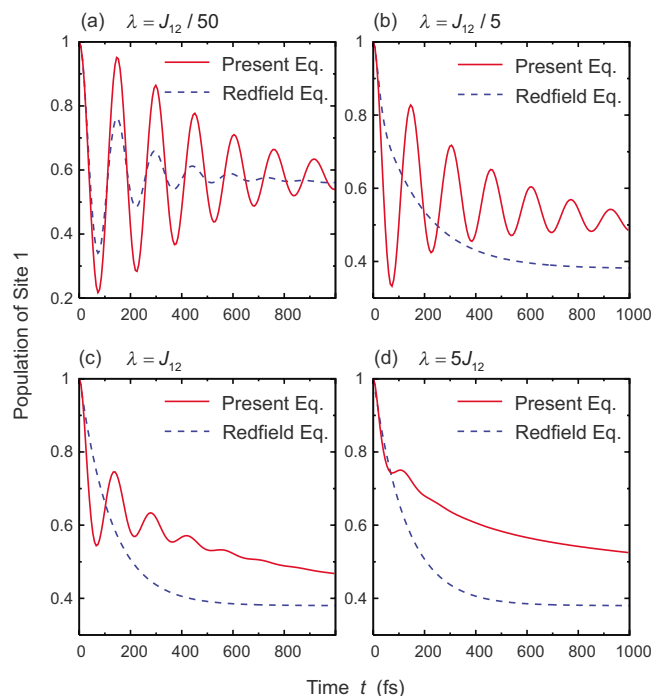 (a) λ = J12 / 50
(b) λ = J12 / 5
Present Eq.
Redfield Eq.
Present Eq.
Redfield Eq.
1
0.8
0.6
0.4
0.2
0 200 400 600 800
1
0.8
0.6
0.4
0 200 400 600 800 1000
Population of Site 1
(c) λ = J12
(d) λ = 5J12
Present Eq.
Redfield Eq.
Present Eq.
Redfield Eq.
1
0.8
0.6
0.4
0 200 400 600 800
1
0.8
0.6
0.4
0 200 400 600 800 1000
Time t (fs)